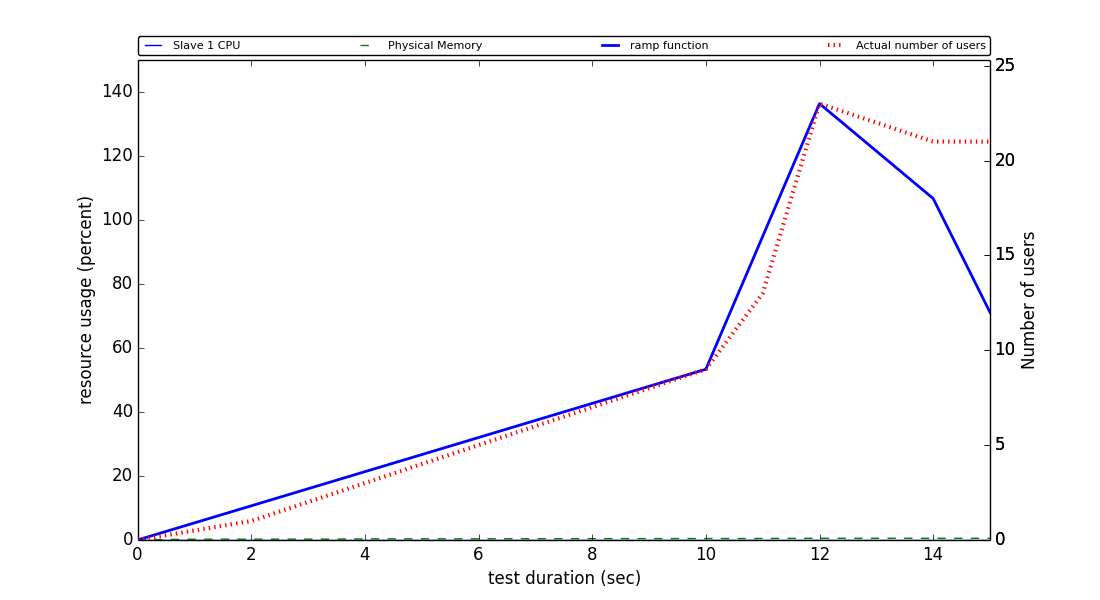 Slave 1 CPU Physical Memory ramp function Actual number of users
140
120
100
80
60
40
20
0
resource usage (percent)
25
20
15
10
5
0
Number of users
0 2 4 6 8 10 12 14
test duration (sec)